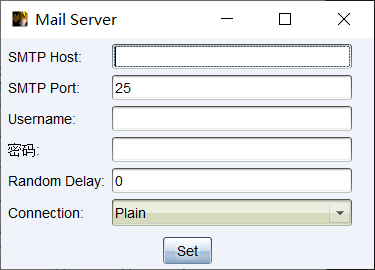 Mail Server
SMTP Host:
SMTP Port: 25
Username:
密码:
Random Delay: 0
Connection: Plain
Set